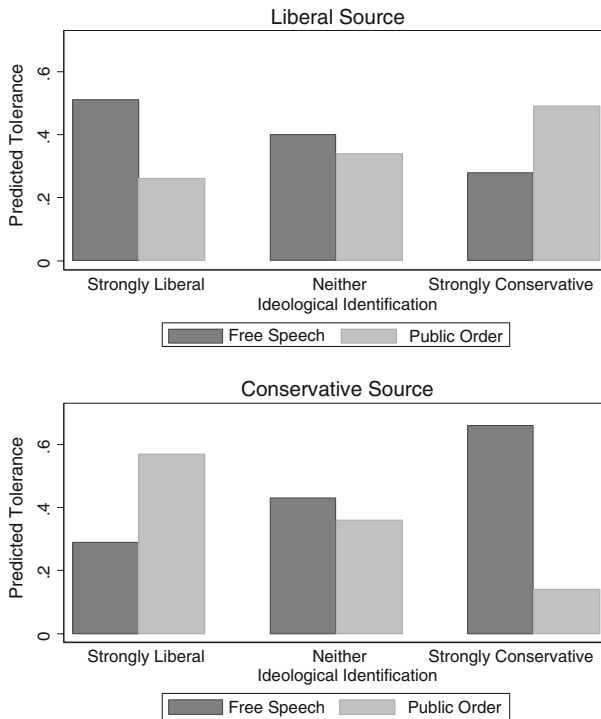 Liberal Source
Predicted Tolerance
.6
.4
.2
0
Strongly Liberal Neither Strongly Conservative
Ideological Identification
Free Speech Public Order
Conservative Source
Predicted Tolerance
.6
.4
.2
0
Strongly Liberal Neither Strongly Conservative
Ideological Identification
Free Speech Public Order